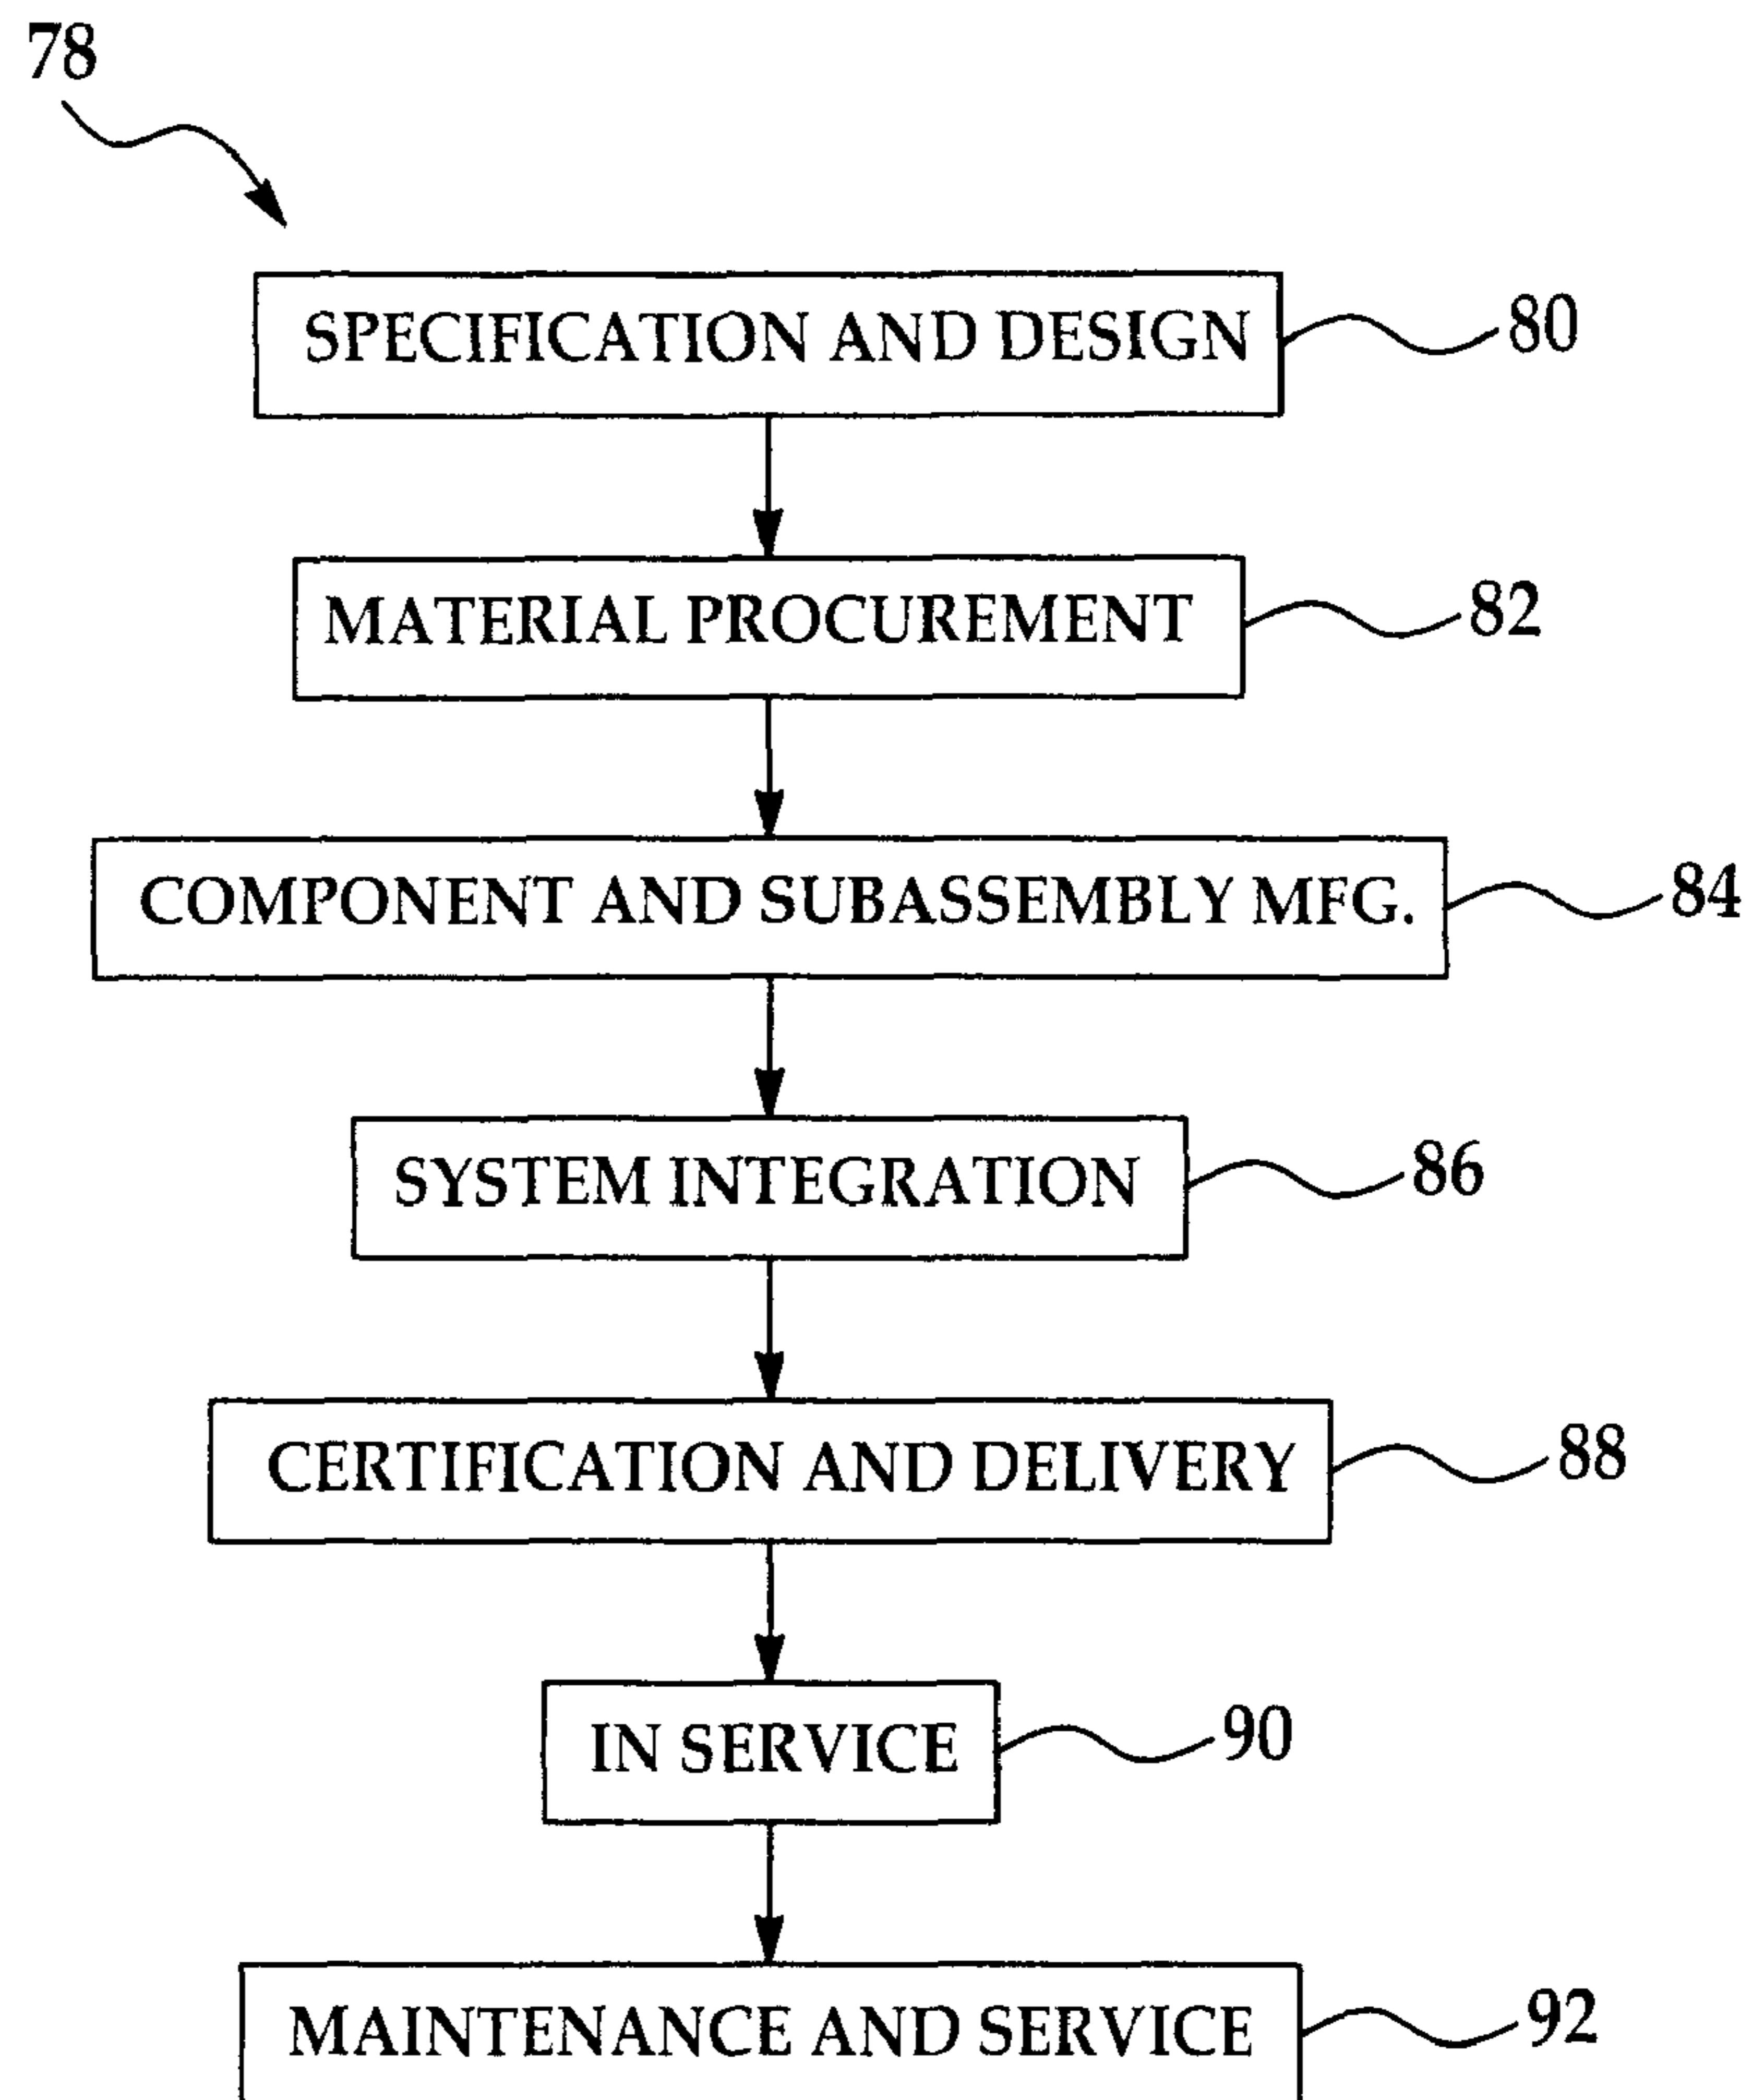 78
SPECIFICATION AND DESIGN 80
MATERIAL PROCUREMENT 82
COMPONENT AND SUBASSEMBLY MFG. 84
SYSTEM INTEGRATION 86
CERTIFICATION AND DELIVERY 88
IN SERVICE 90
MAINTENANCE AND SERVICE 92